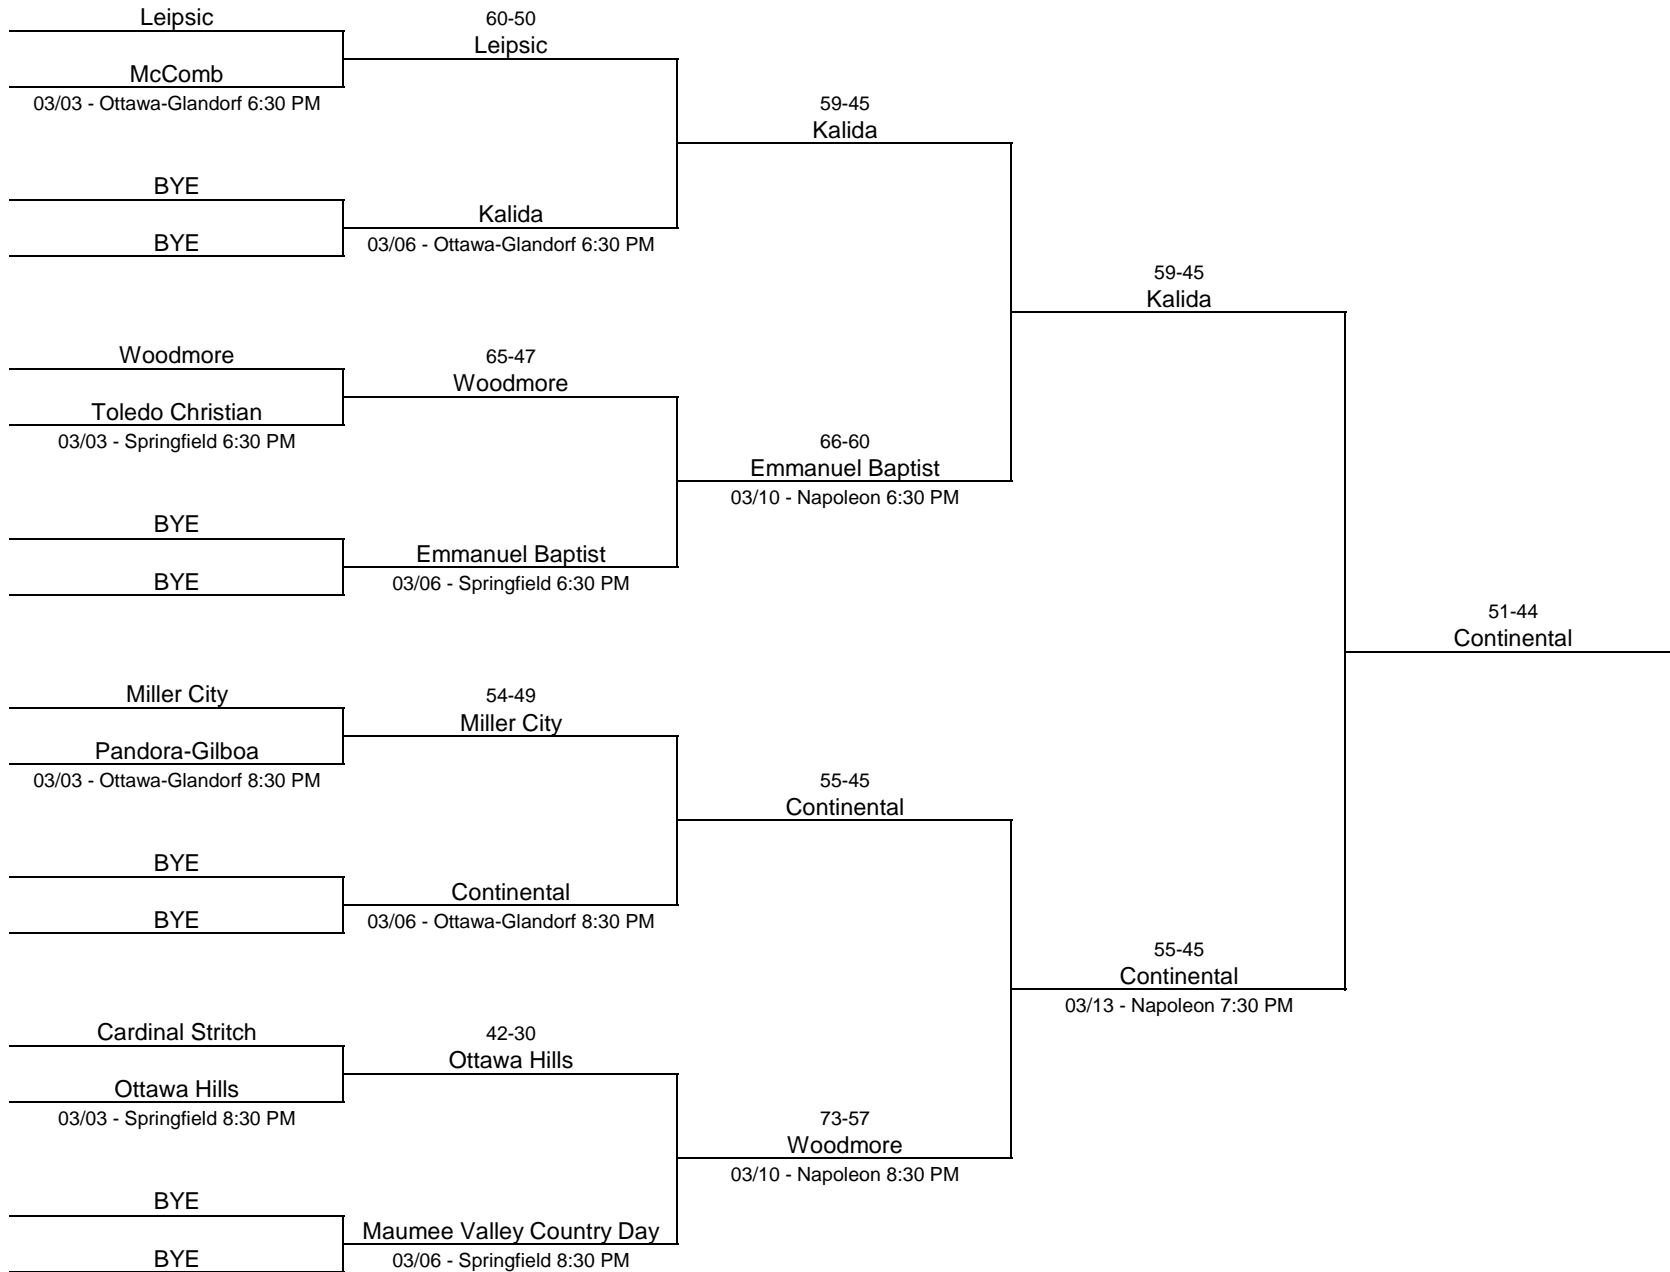 Leipsic
McComb
03/03 - Ottawa-Glandorf 6:30 PM
BYE
BYE
Woodmore
Toledo Christian
03/03 - Springfield 6:30 PM
BYE
BYE
Miller City
Pandora-Gilboa
03/03 - Ottawa-Glandorf 8:30 PM
BYE
BYE
Cardinal Stritch
Ottawa Hills
03/03 - Springfield 8:30 PM
BYE
BYE
60-50
Leipsic
Kalida
03/06 - Ottawa-Glandorf 6:30 PM
65-47
Woodmore
Emmanuel Baptist
03/06 - Springfield 6:30 PM
54-49
Miller City
Continental
03/06 - Ottawa-Glandorf 8:30 PM
42-30
Ottawa Hills
Maumee Valley Country Day
03/06 - Springfield 8:30 PM
59-45
Kalida
66-60
Emmanuel Baptist
03/10 - Napoleon 6:30 PM
55-45
Continental
73-57
Woodmore
03/10 - Napoleon 8:30 PM
59-45
Kalida
55-45
Continental
03/13 - Napoleon 7:30 PM
51-44
Continental